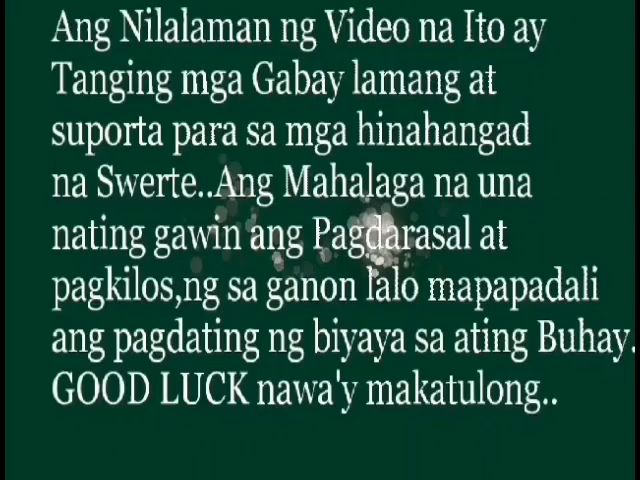 Ang Nilalaman ng Video na Ito ay
Tanging mga Gabay lamang at
suporta para sa mga hinahangad
na Swerte..Ang Mahalaga na una
nating gawin ang Pagdarasal at
pagkilos,ng sa ganon lalo mapapadali
ang pagdating ng biyaya sa ating Buhay.
GOOD LUCK nawa'y makatulong..